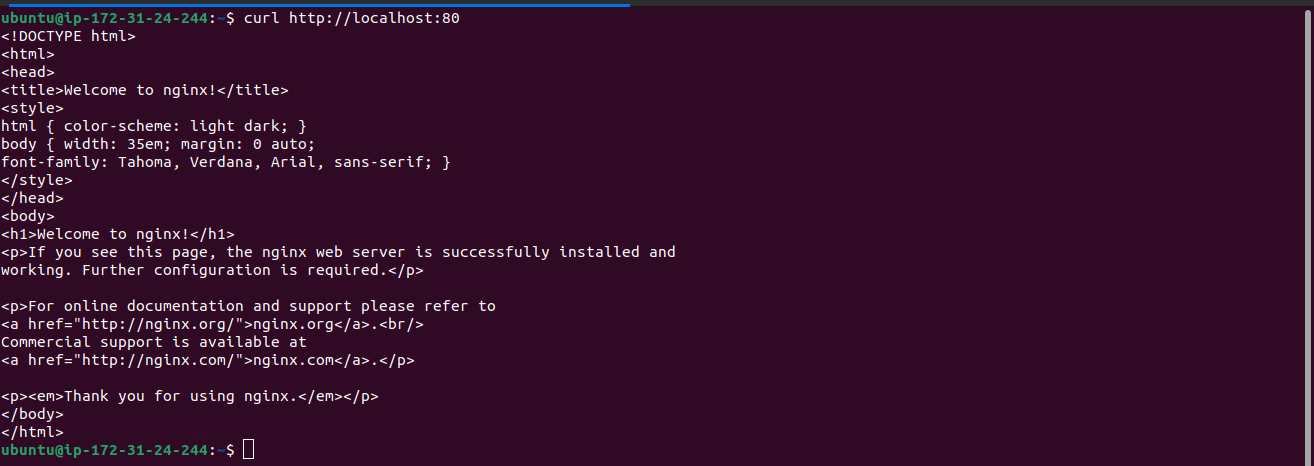 ubuntu@ip-172-31-24-244:~$ curl http://localhost:80
<!DOCTYPE html>
<html>
<head>
<title>Welcome to nginx!</title>
<style>
html { color-scheme: light dark; }
body { width: 35em; margin: 0 auto;
font-family: Tahoma, Verdana, Arial, sans-serif; }
</style>
</head>
<body>
<h1>Welcome to nginx!</h1>
<p>If you see this page, the nginx web server is successfully installed and
working. Further configuration is required.</p>

<p>For online documentation and support please refer to
<a href="http://nginx.org/">nginx.org</a>.<br/>
Commercial support is available at
<a href="http://nginx.com/">nginx.com</a>.</p>

<p><em>Thank you for using nginx.</em></p>
</body>
</html>
ubuntu@ip-172-31-24-244:~$